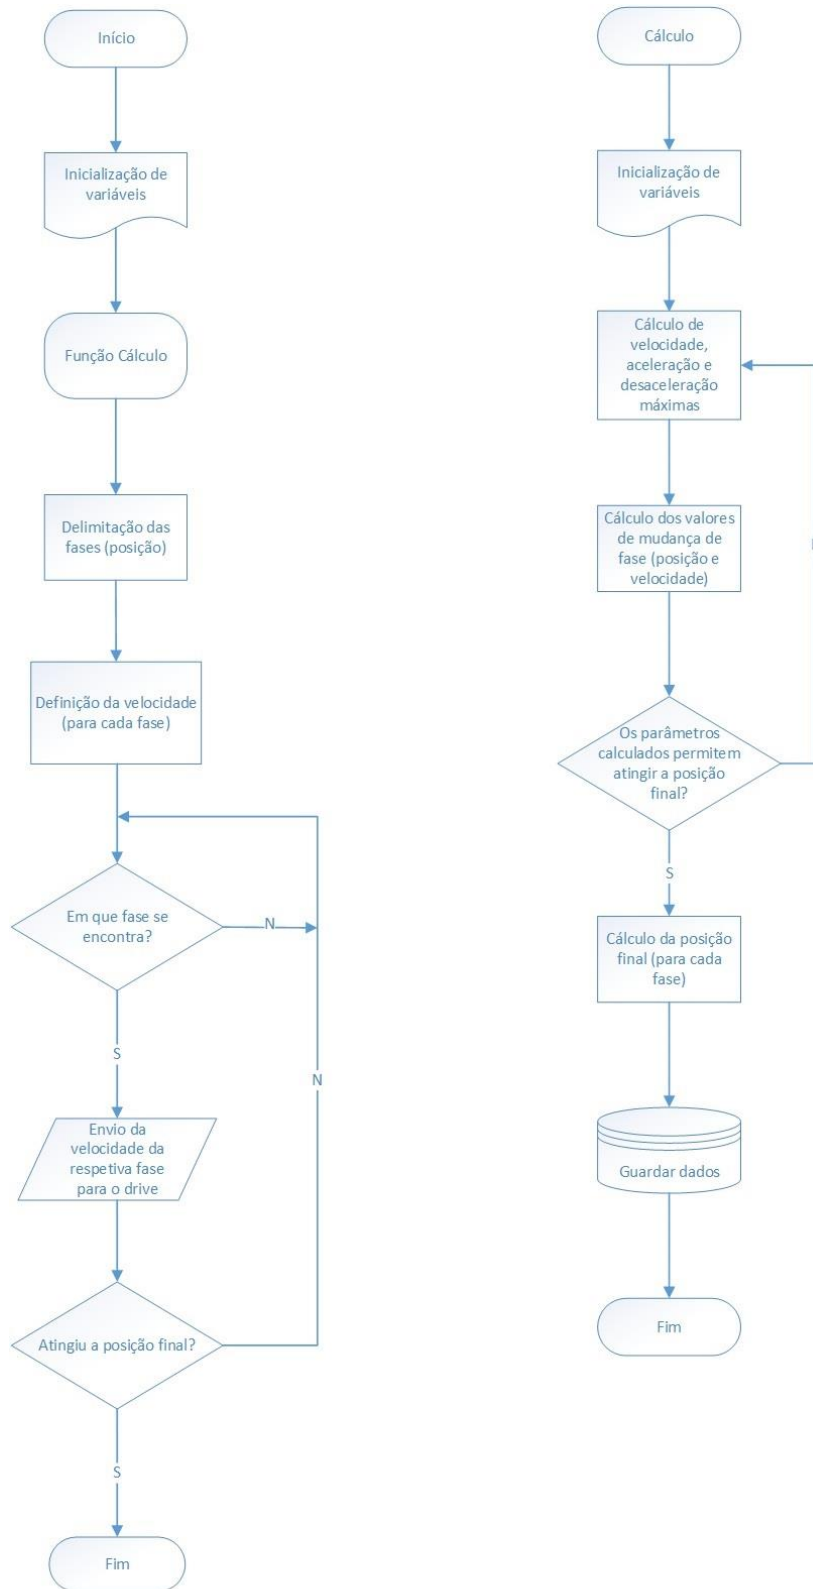 Início
Inicialização de
variáveis
Função Cálculo
Delimitação das
fases (posição)
Definição da velocidade
(para cada fase)
Em que fase se
encontra?
N
S
N
Envio da
velocidade da
respetiva fase
para o drive
Atingiu a posição final?
S
Fim
Cálculo
Inicialização de
variáveis
Cálculo de
velocidade,
aceleração e
desaceleração
máximas
Cálculo dos valores
de mudança de
fase (posição e
velocidade)
Os parâmetros
calculados permitem
atingir a posição
final?
S
Cálculo da posição
final (para cada
fase)
Guardar dados
Fim